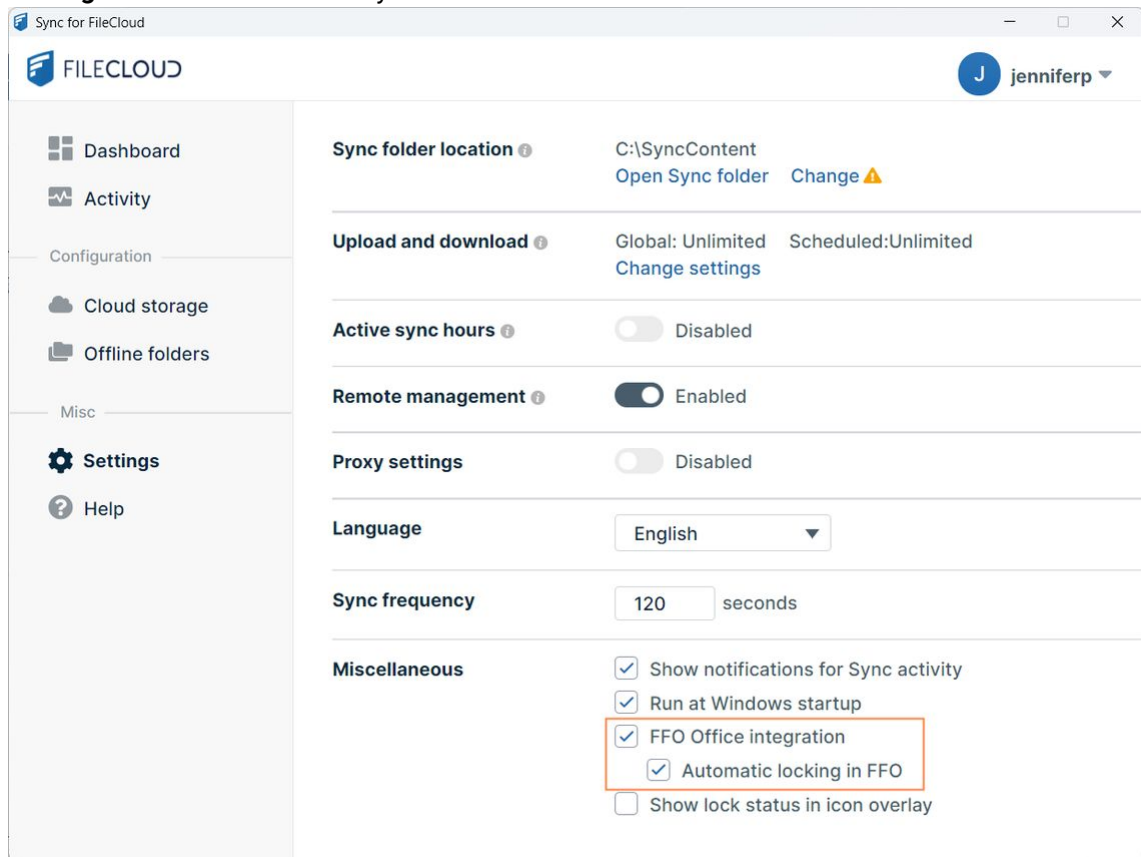 Sync for FileCloud
FILECLOUD
J jenniferp
Dashboard
Activity
Configuration
Cloud storage
Offline folders
Misc
Settings
Help
Sync folder location C:\SyncContent
Open Sync folder Change
Upload and download Global: Unlimited Scheduled:Unlimited
Change settings
Active sync hours Disabled
Remote management Enabled
Proxy settings Disabled
Language English
Sync frequency 120 seconds
Miscellaneous Show notifications for Sync activity
Run at Windows startup
FFO Office integration
Automatic locking in FFO
Show lock status in icon overlay